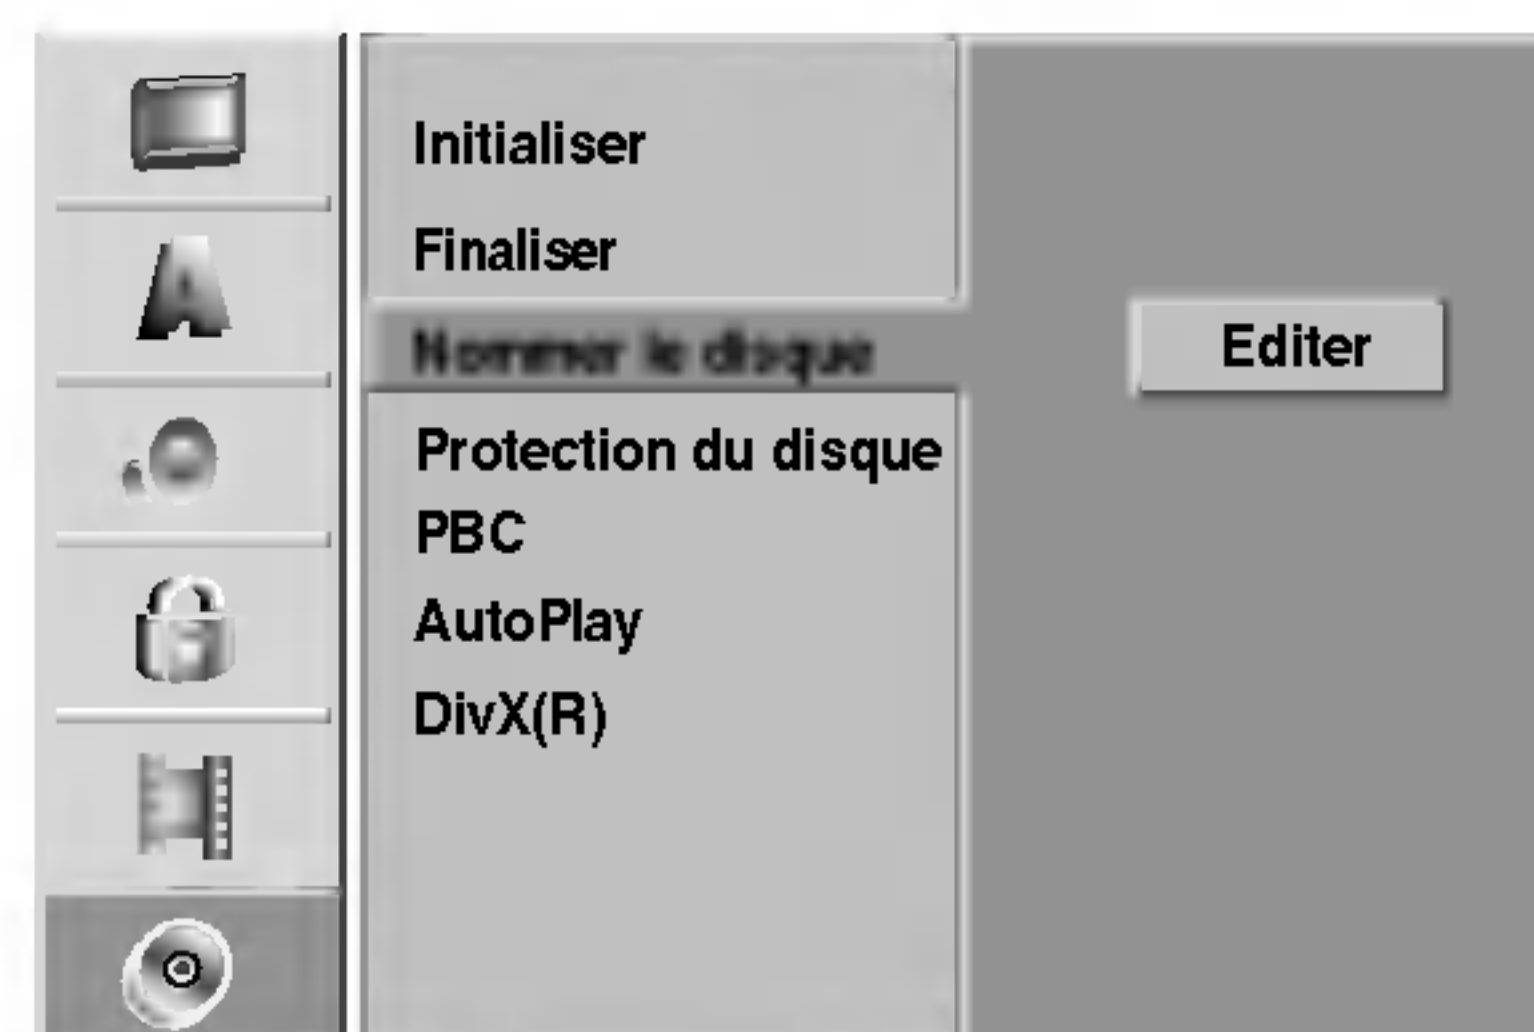 Initialiser
Finaliser
Nommer le disque
Editer
Protection du disque
PBC
AutoPlay
DivX(R)